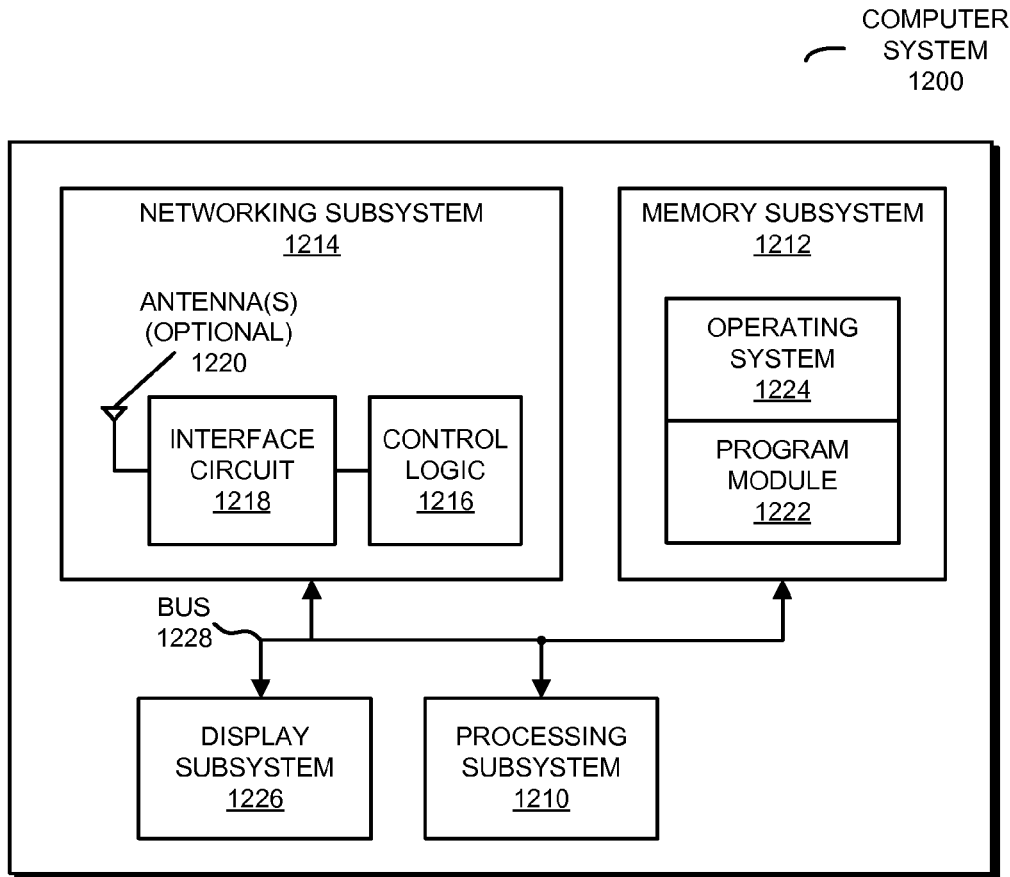 COMPUTER
SYSTEM
1200
NETWORKING SUBSYSTEM
1214
ANTENNA(S)
(OPTIONAL)
1220
INTERFACE
CIRCUIT
1218
CONTROL
LOGIC
1216
MEMORY SUBSYSTEM
1212
OPERATING
SYSTEM
1224
PROGRAM
MODULE
1222
BUS
1228
DISPLAY
SUBSYSTEM
1226
PROCESSING
SUBSYSTEM
1210